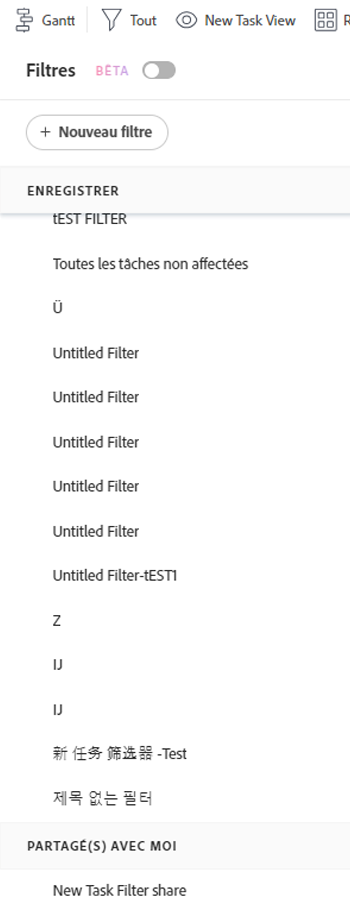 Gantt Tout New Task View
Filtres BÊTA
+ Nouveau filtre
ENREGISTRER
tEST FILTER
Toutes les tâches non affectées
Ü
Untitled Filter
Untitled Filter
Untitled Filter
Untitled Filter
Untitled Filter
Untitled Filter-tEST1
Z
IJ
IJ
新 任务 筛选器 -Test
제목 없는 필터
PARTAGÉ(S) AVEC MOI
New Task Filter share